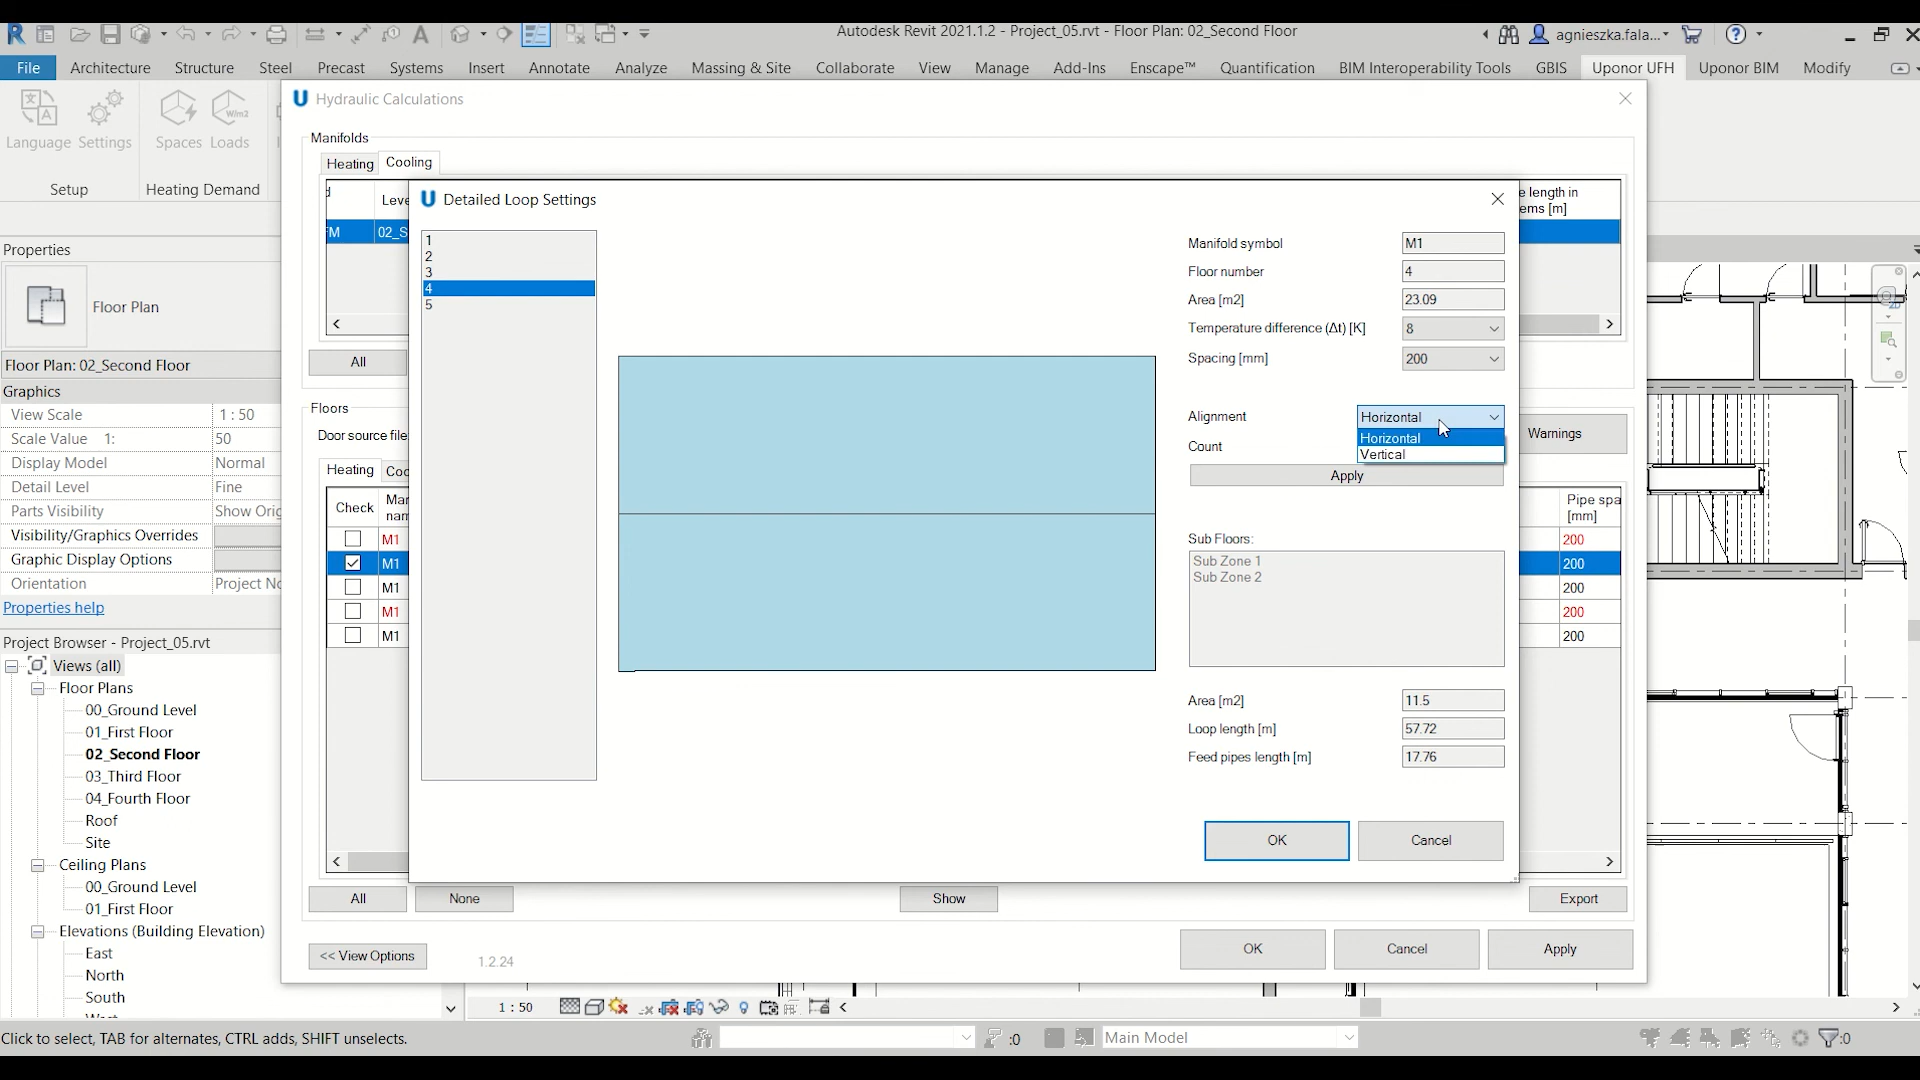 Autodesk Revit 2021.1.2 - Project_05.rvt - Floor Plan: 02_Second Floor
agnieszka.fala...
File Architecture Structure Steel Precast Systems Insert Annotate Analyze Massing & Site Collaborate View Manage Add-Ins Enscape™ Quantification BIM Interoperability Tools GBIS Uponor UFH Uponor BIM Modify
Language Settings Spaces Loads
Setup Heating Demand
Hydraulic Calculations
Manifolds
Heating Cooling
Leve
e length in
ems [m]
M 02_S
All
Floors
Door source file
Warnings
Heating Coo
Check
Mar
nam
Pipe spa
[mm]
M1 200
M1 200
M1 200
M1 200
M1 200
All None Show Export
<< View Options 1.2.24 OK Cancel Apply
Detailed Loop Settings
1
2
3
4
5
Manifold symbol M1
Floor number 4
Area [m2] 23.09
Temperature difference (Δt) [K] 8
Spacing [mm] 200
Alignment Horizontal
Horizontal
Count
Vertical
Apply
Sub Floors:
Sub Zone 1
Sub Zone 2
Area [m2] 11.5
Loop length [m] 57.72
Feed pipes length [m] 17.76
OK Cancel
Properties
Floor Plan
Floor Plan: 02_Second Floor
Graphics
View Scale 1 : 50
Scale Value 1: 50
Display Model Normal
Detail Level Fine
Parts Visibility Show Orig
Visibility/Graphics Overrides
Graphic Display Options
Orientation Project No
Properties help
Project Browser - Project_05.rvt
Views (all)
Floor Plans
00_Ground Level
01_First Floor
02_Second Floor
03_Third Floor
04_Fourth Floor
Roof
Site
Ceiling Plans
00_Ground Level
01_First Floor
Elevations (Building Elevation)
East
North
South
1 : 50
Click to select, TAB for alternates, CTRL adds, SHIFT unselects.
:0
Main Model
:0